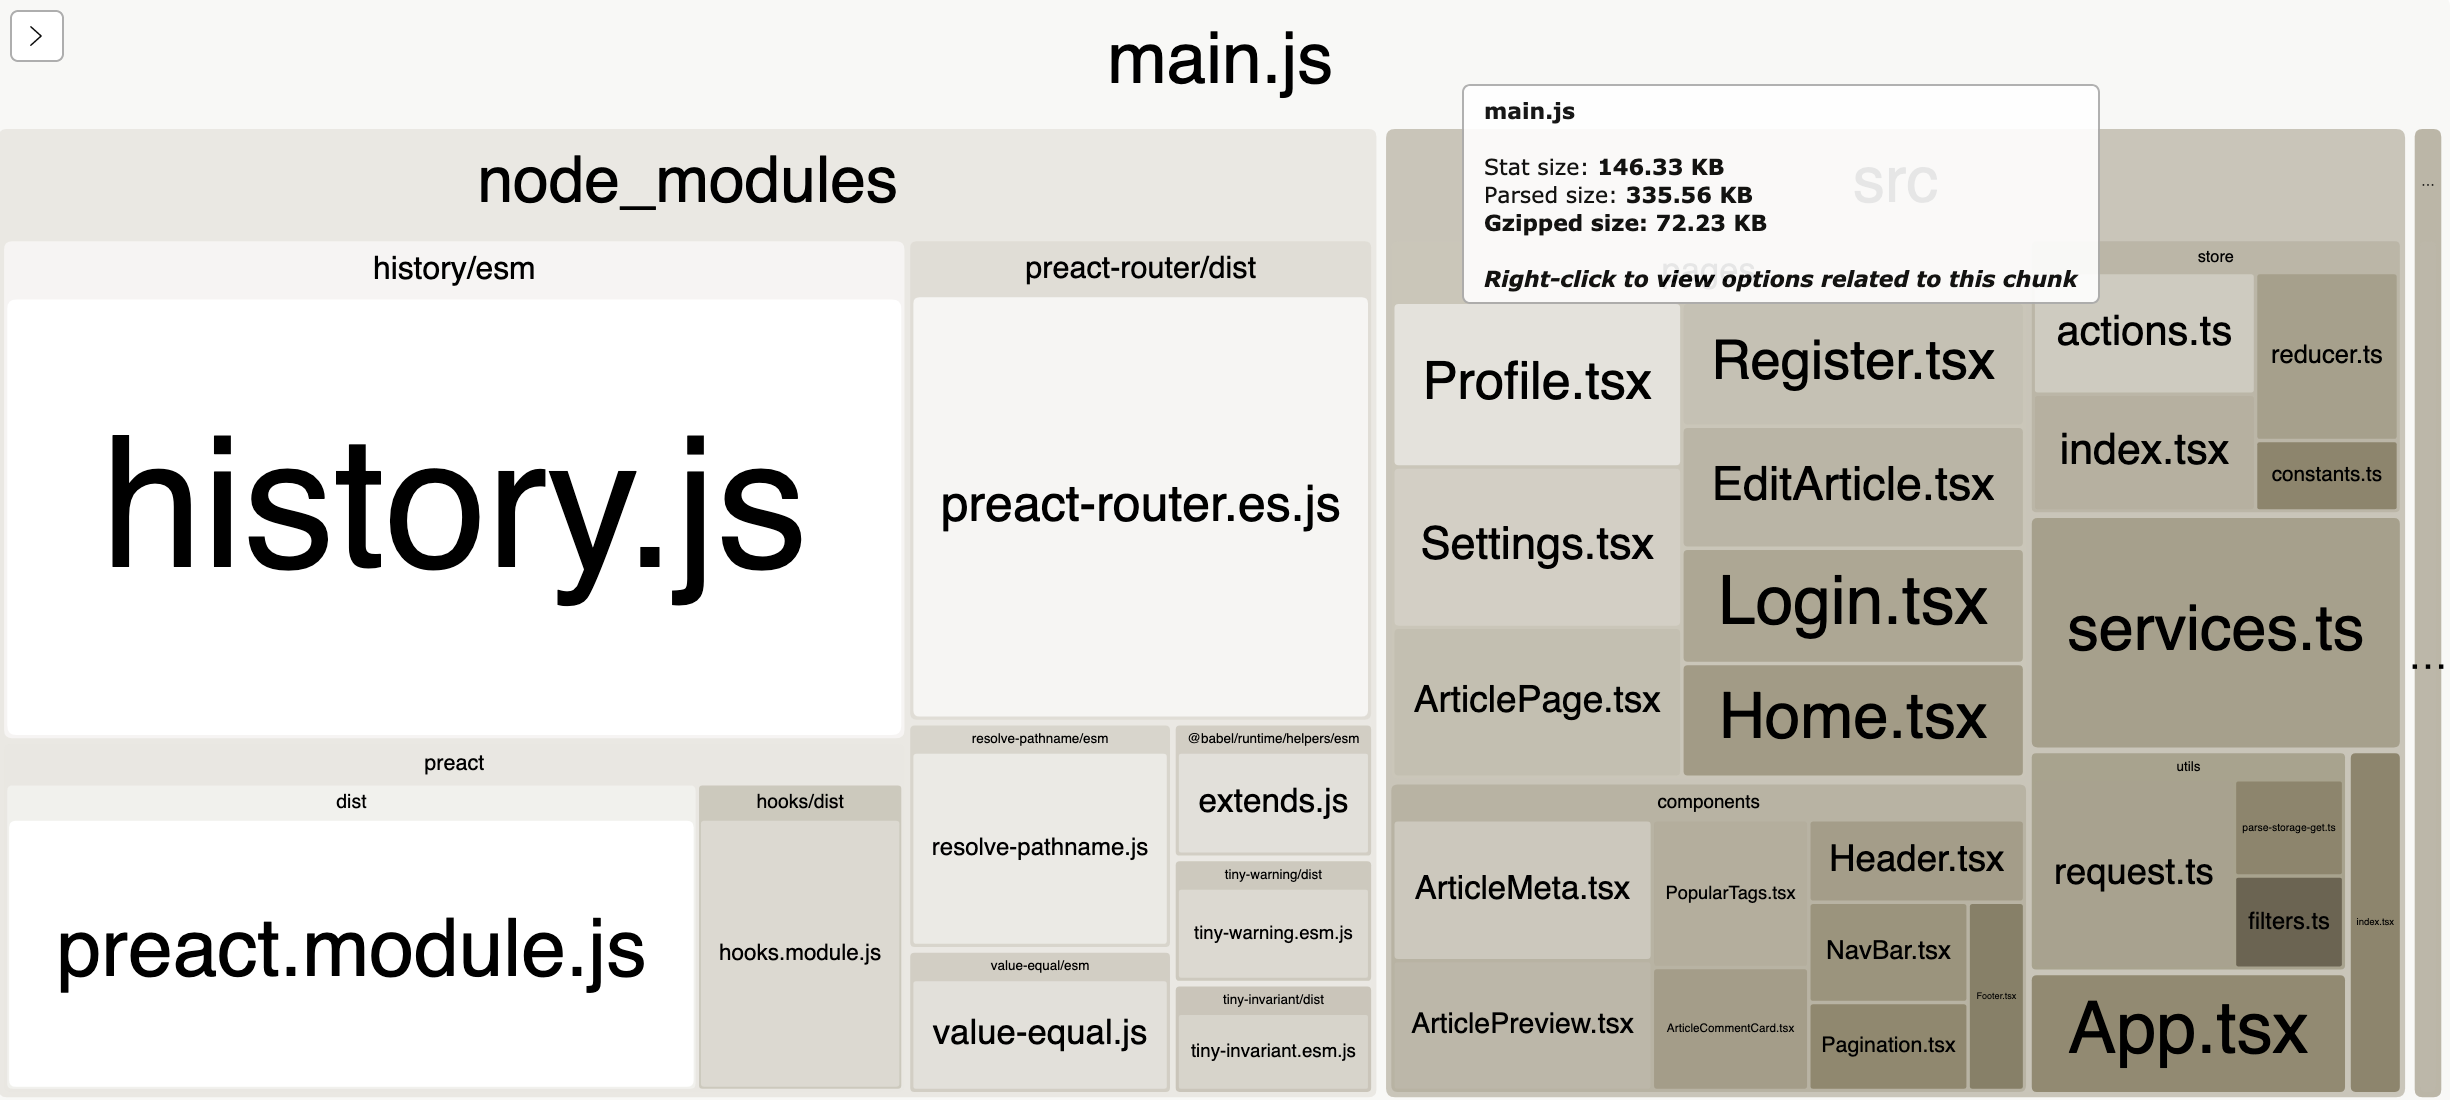 main.js
main.js
Stat size: 146.33 KB
Parsed size: 335.56 KB
Gzipped size: 72.23 KB
Right-click to view options related to this chunk
node_modules
history/esm
history.js
preact
dist
preact.module.js
hooks/dist
hooks.module.js
preact-router/dist
preact-router.es.js
resolve-pathname/esm
resolve-pathname.js
value-equal/esm
value-equal.js
@babel/runtime/helpers/esm
extends.js
tiny-warning/dist
tiny-warning.esm.js
tiny-invariant/dist
tiny-invariant.esm.js
src
pages
Profile.tsx
Settings.tsx
ArticlePage.tsx
Register.tsx
EditArticle.tsx
Login.tsx
Home.tsx
components
ArticleMeta.tsx
ArticlePreview.tsx
PopularTags.tsx
ArticleCommentCard.tsx
Header.tsx
NavBar.tsx
Pagination.tsx
Footer.tsx
store
actions.ts
index.tsx
reducer.ts
constants.ts
services.ts
utils
request.ts
parse-storage-get.ts
filters.ts
App.tsx
index.tsx
...
...